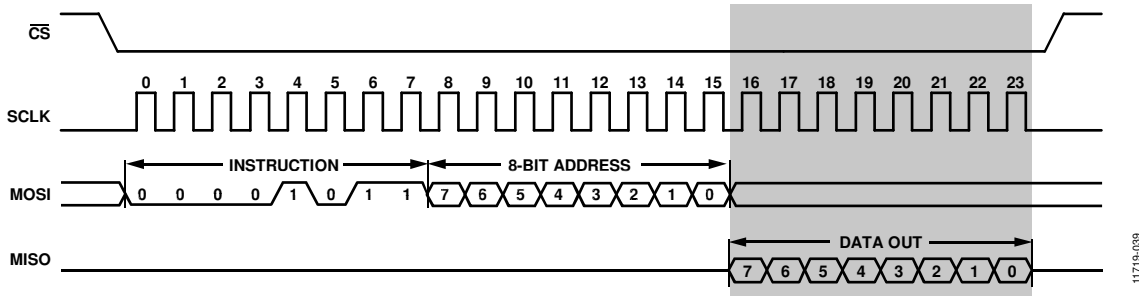 CS
0 1 2 3 4 5 6 7 8 9 10 11 12 13 14 15 16 17 18 19 20 21 22 23
SCLK
INSTRUCTION 8-BIT ADDRESS
MOSI 0 0 0 0 1 0 1 1 7 6 5 4 3 2 1 0
DATA OUT
MISO
7 6 5 4 3 2 1 0
11719-039